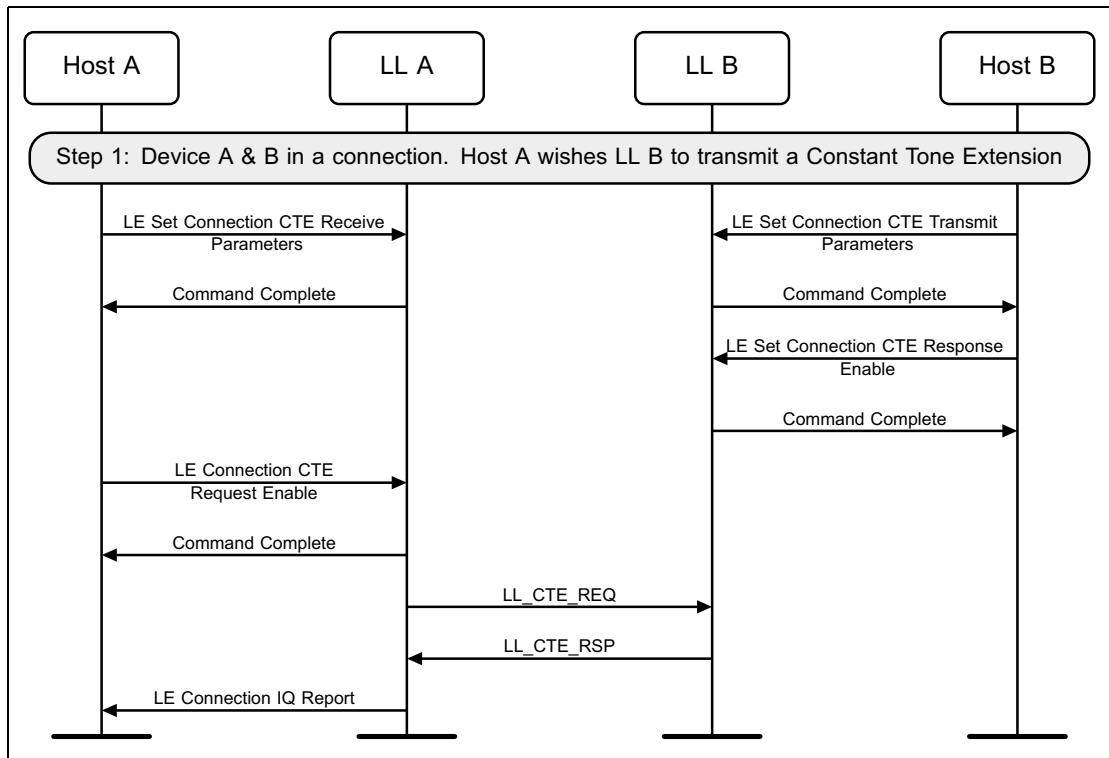 Host A
LL A
LL B
Host B
Step 1: Device A & B in a connection. Host A wishes LL B to transmit a Constant Tone Extension
LE Set Connection CTE Receive
Parameters
LE Set Connection CTE Transmit
Parameters
Command Complete
Command Complete
LE Set Connection CTE Response
Enable
Command Complete
LE Connection CTE
Request Enable
Command Complete
LL_CTE_REQ
LL_CTE_RSP
LE Connection IQ Report